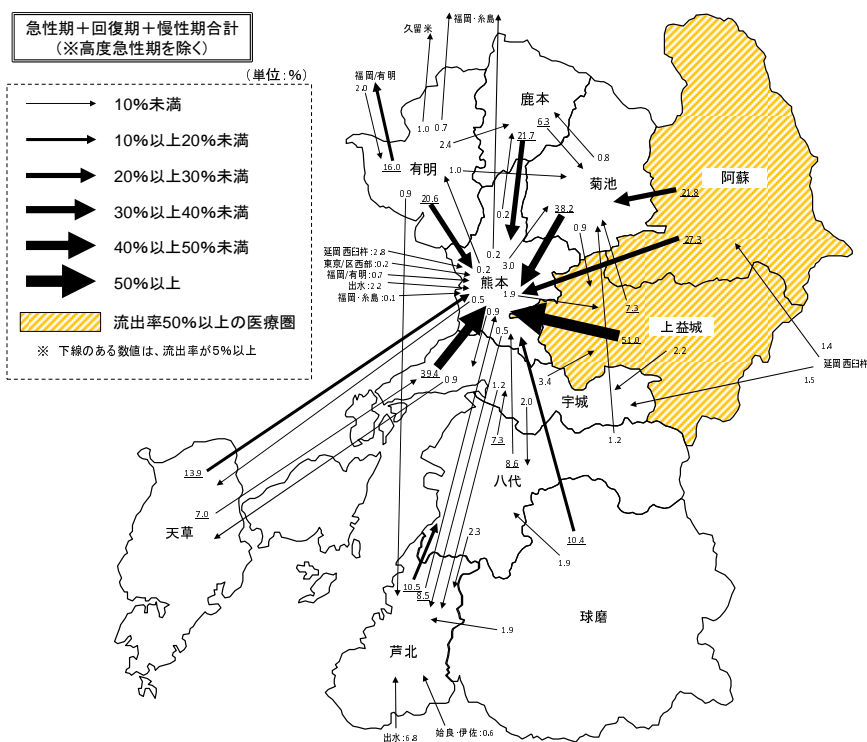 急性期＋回復期＋慢性期合計
（※高度急性期を除く）
（単位：％）
10%未満
10%以上20%未満
20%以上30%未満
30%以上40%未満
40%以上50%未満
50%以上
流出率50%以上の医療圏
※ 下線のある数値は、流出率が5%以上
久留米
福岡・糸島
福岡/有明
2.0
1.0
0.7
16.0
有明
2.4
1.0
鹿本
6.3
21.7
0.8
菊池
阿蘇
21.8
0.9
20.6
0.2
38.2
0.9
27.3
延岡西臼杵：2.8
東京/区西部：0.2
福岡/有明：0.7
出水：2.2
福岡・糸島：0.1
0.2
0.2
3.0
熊本
1.9
0.5
0.9
0.5
7.3
上益城
51.0
1.4
延岡西臼杵
1.5
39.4
0.9
1.2
2.0
3.4
2.2
宇城
1.2
7.3
8.6
八代
13.9
7.0
天草
2.3
10.4
1.9
10.5
8.5
球磨
1.9
芦北
出水：6.8
姶良・伊佐：0.6